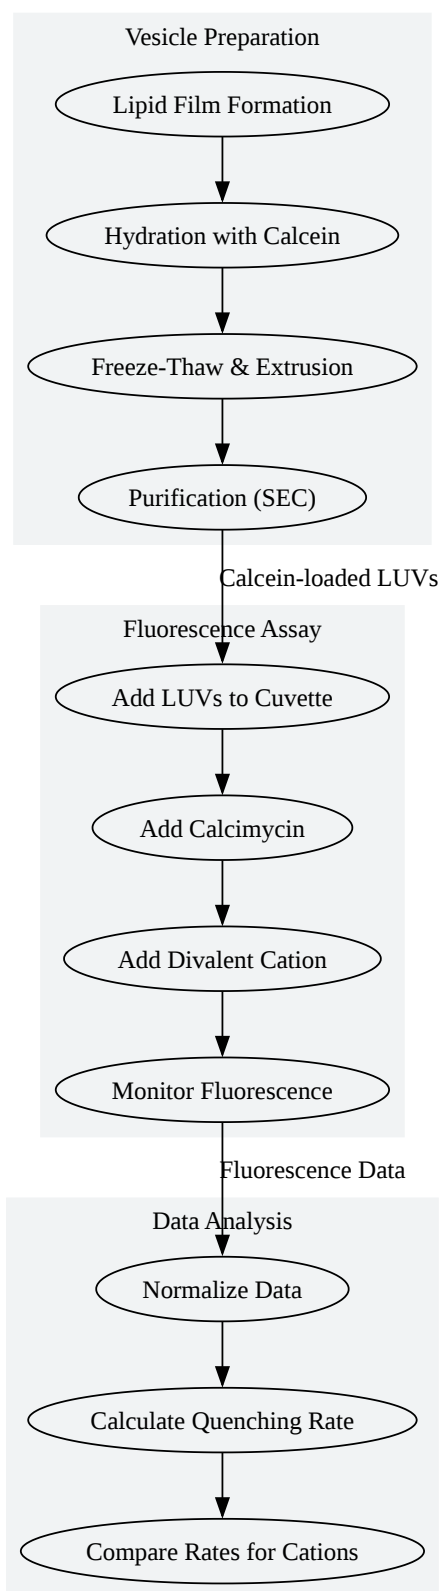 Vesicle Preparation
Lipid Film Formation
Hydration with Calcein
Freeze-Thaw & Extrusion
Purification (SEC)
Calcein-loaded LUVs
Fluorescence Assay
Add LUVs to Cuvette
Add Calcimycin
Add Divalent Cation
Monitor Fluorescence
Fluorescence Data
Data Analysis
Normalize Data
Calculate Quenching Rate
Compare Rates for Cations